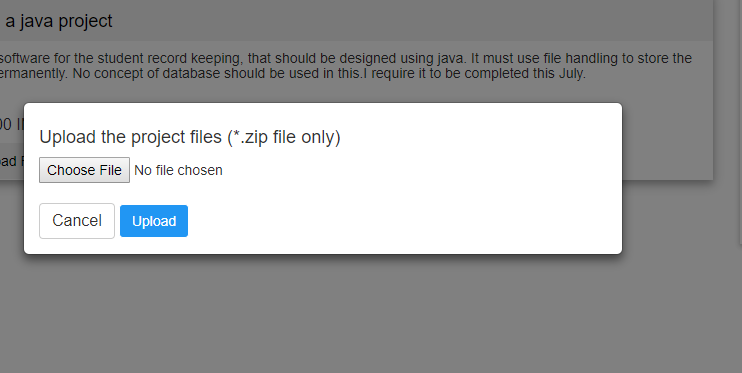 a java project
software for the student record keeping, that should be designed using java. It must use file handling to store the
ermanently. No concept of database should be used in this.I require it to be completed this July.
00 I
Upload the project files (*.zip file only)
oad
Choose File No file chosen
Cancel Upload